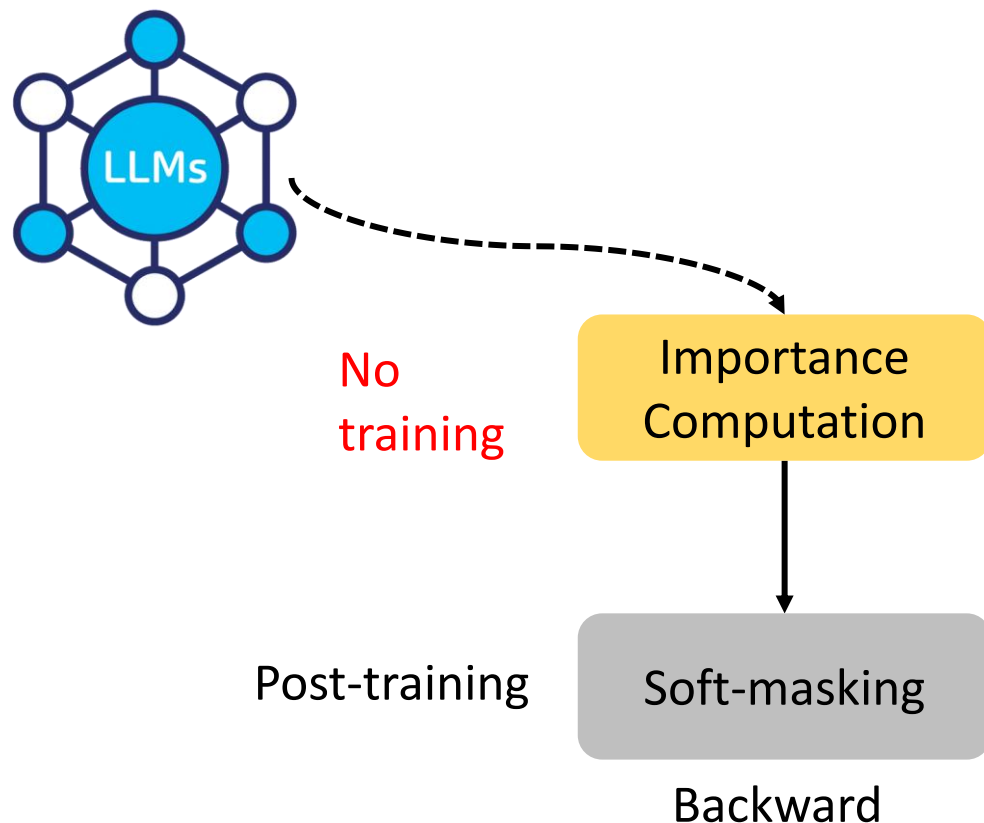 LLMs
No
training
Importance
Computation
Post-training
Soft-masking
Backward